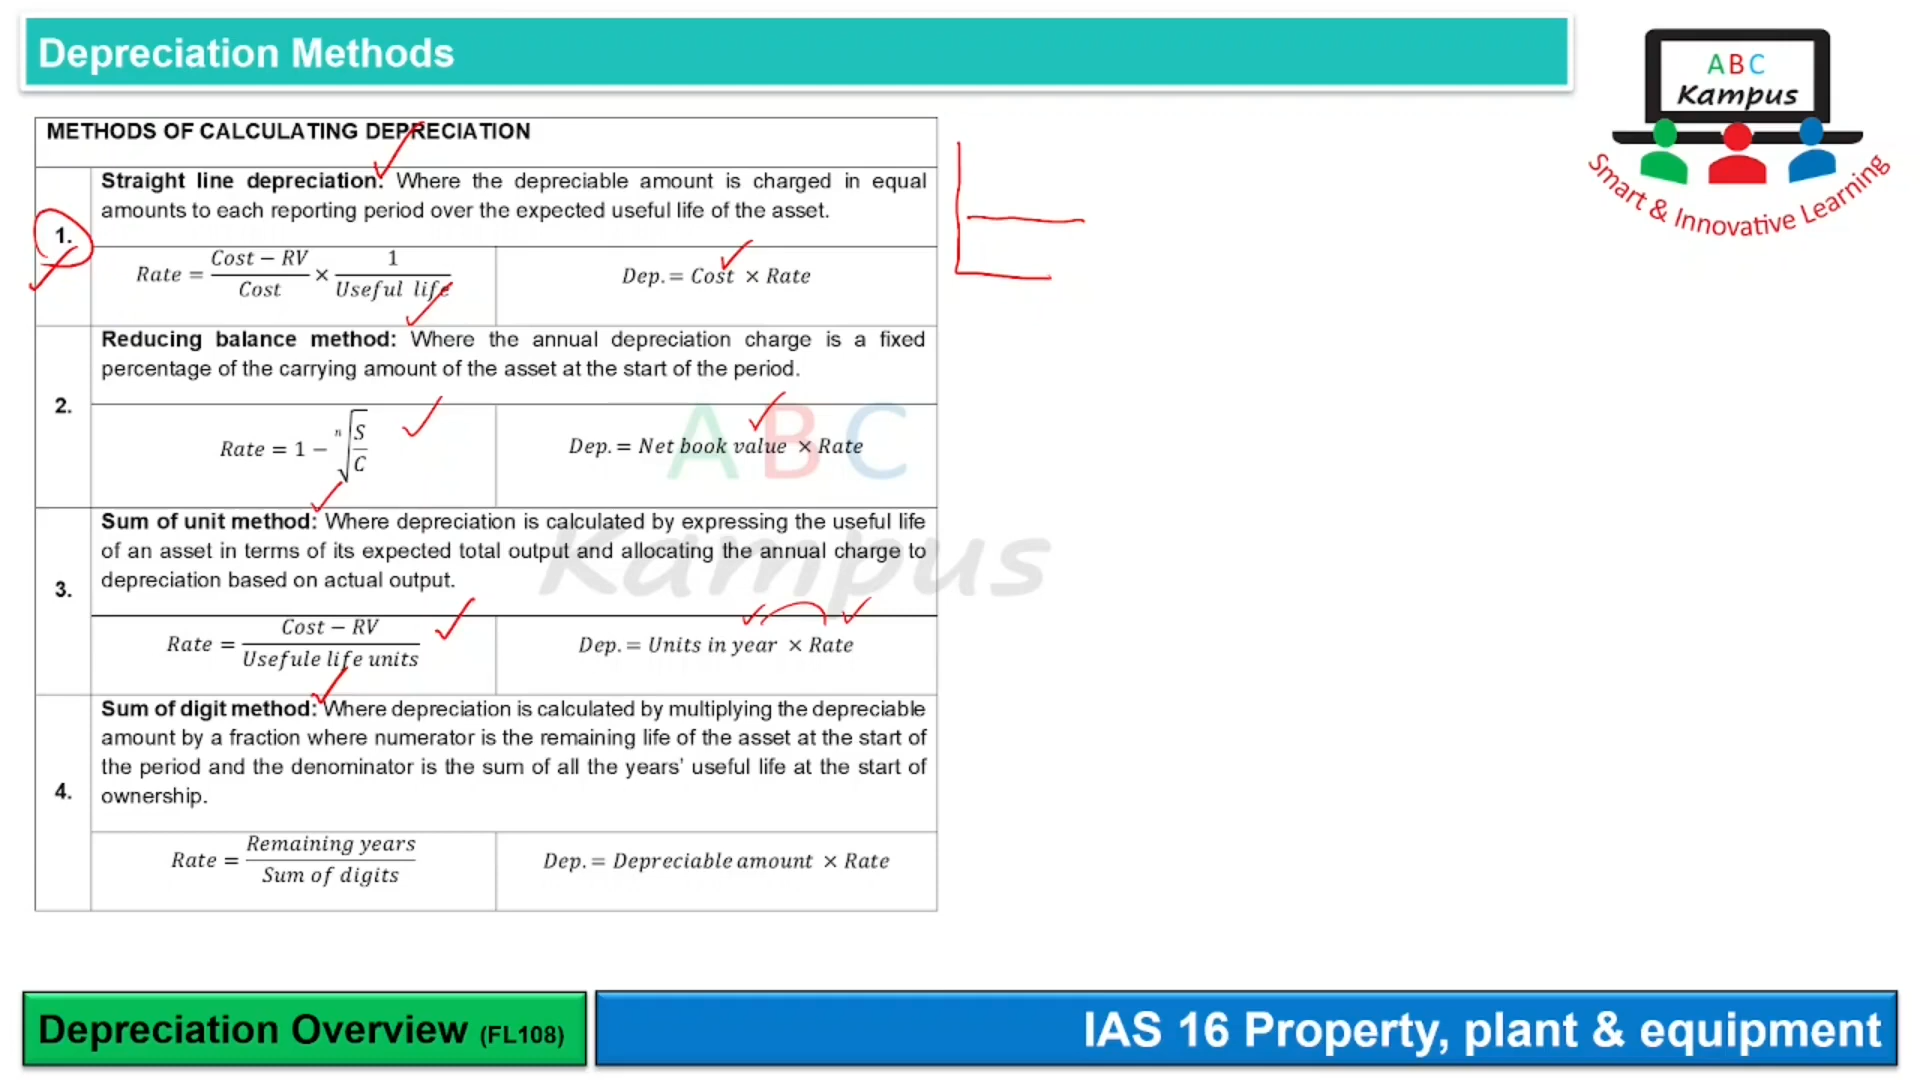 Depreciation Methods
ABC
Kampus
Smart & Innovative Learning
METHODS OF CALCULATING DEPRECIATION
1.
Straight line depreciation: Where the depreciable amount is charged in equal
amounts to each reporting period over the expected useful life of the asset.
Rate = Cost − RV / Cost × 1 / Useful life
Dep. = Cost × Rate
2.
Reducing balance method: Where the annual depreciation charge is a fixed
percentage of the carrying amount of the asset at the start of the period.
Rate = 1 − ⁿ√S/C
Dep. = Net book value × Rate
3.
Sum of unit method: Where depreciation is calculated by expressing the useful life
of an asset in terms of its expected total output and allocating the annual charge to
depreciation based on actual output.
Rate = Cost − RV / Usefule life units
Dep. = Units in year × Rate
4.
Sum of digit method: Where depreciation is calculated by multiplying the depreciable
amount by a fraction where numerator is the remaining life of the asset at the start of
the period and the denominator is the sum of all the years' useful life at the start of
ownership.
Rate = Remaining years / Sum of digits
Dep. = Depreciable amount × Rate
ABC
Kampus
Depreciation Overview (FL108)
IAS 16 Property, plant & equipment